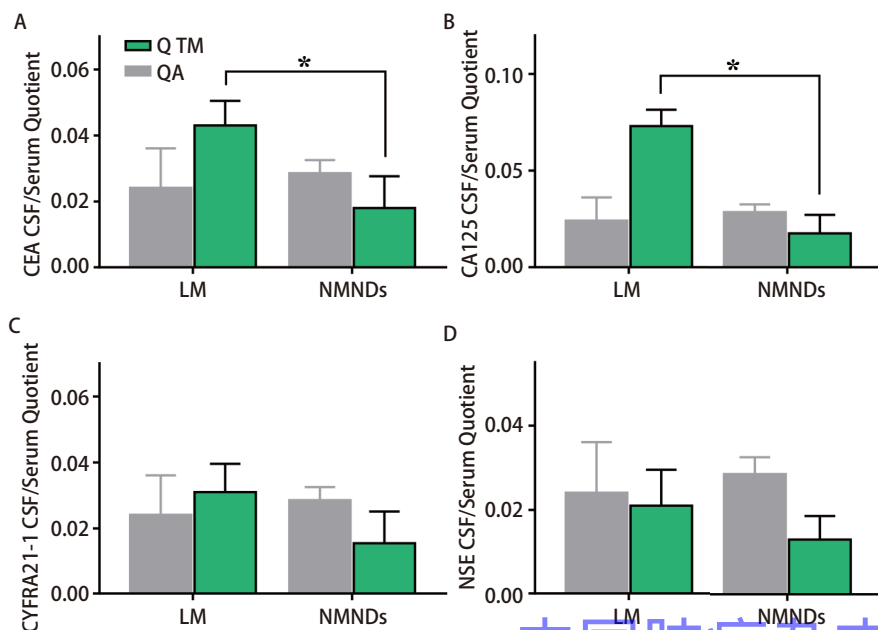 A
B
Q TM
QA
*
*
CEA CSF/Serum Quotient
0.06
0.04
0.02
0.00
LM
NMNDs
CA125 CSF/Serum Quotient
0.10
0.05
0.00
LM
NMNDs
C
D
CYFRA21-1 CSF/Serum Quotient
0.06
0.04
0.02
0.00
LM
NMNDs
NSE CSF/Serum Quotient
0.04
0.02
0.00
LM
NMNDs